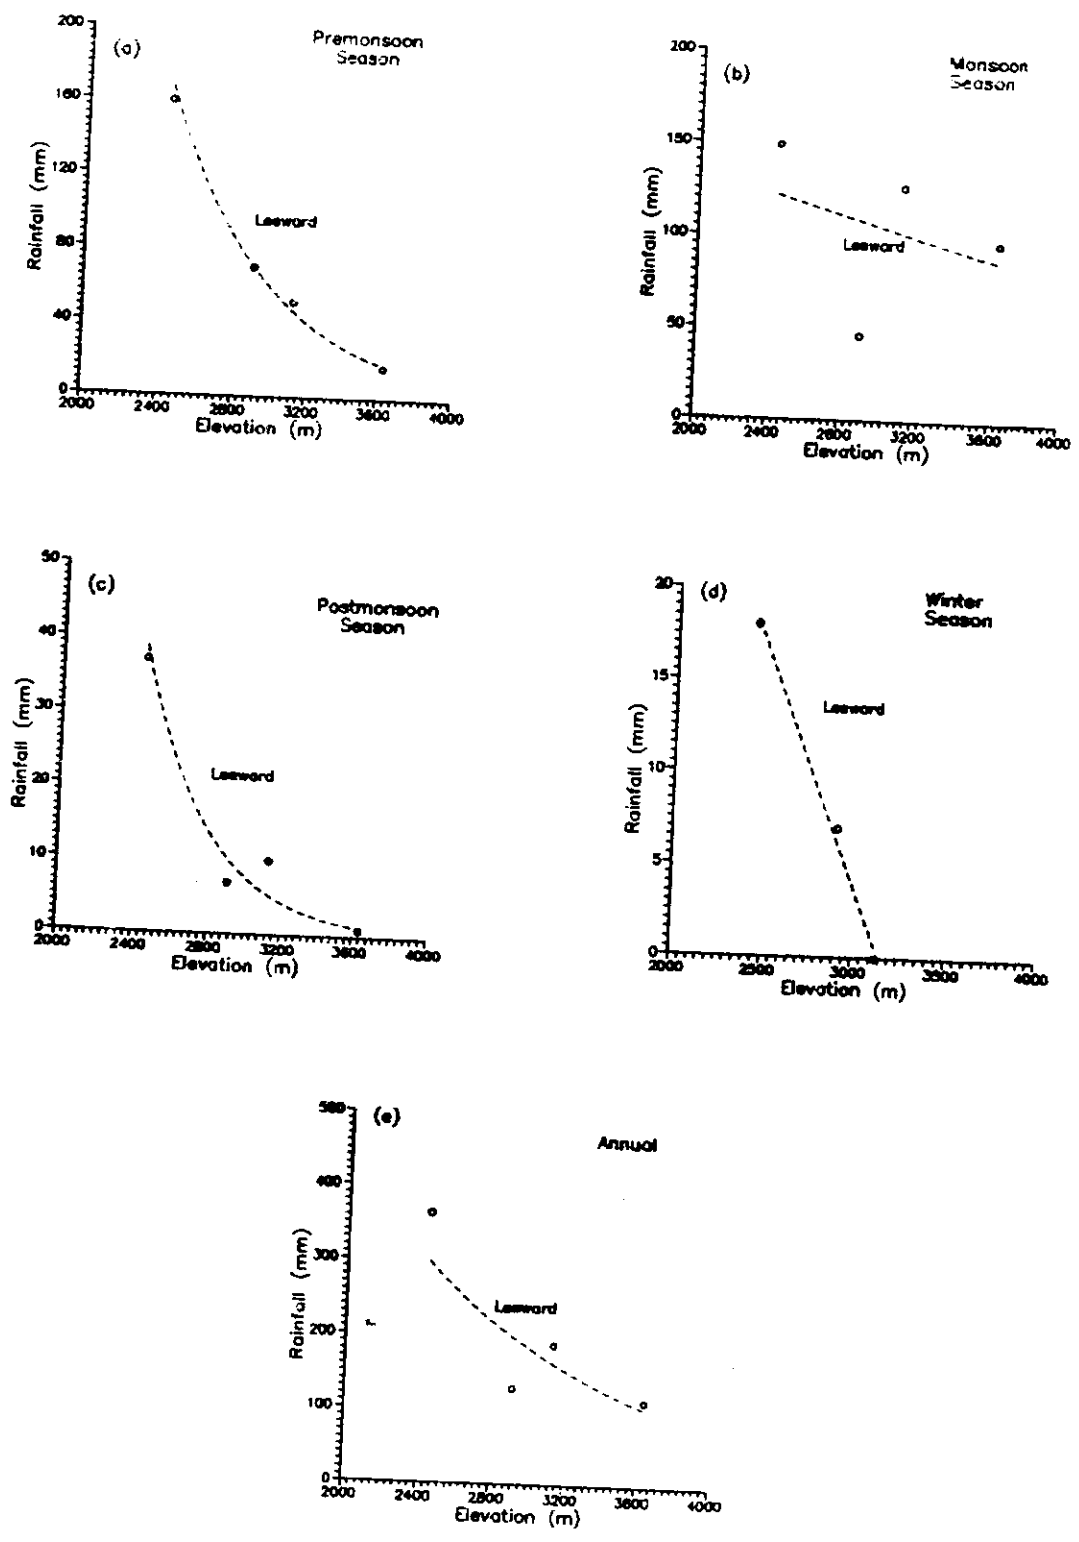 (a)
Premonsoon
Season
200
160
120
80
40
0
Rainfall (mm)
Leeward
2000 2400 2800 3200 3600 4000
Elevation (m)
(b)
Monsoon
Season
200
150
100
50
0
Rainfall (mm)
Leeward
2000 2400 2800 3200 3600 4000
Elevation (m)
(c)
Postmonsoon
Season
50
40
30
20
10
0
Rainfall (mm)
Leeward
2000 2400 2800 3200 3600 4000
Elevation (m)
(d)
Winter
Season
20
15
10
5
0
Rainfall (mm)
Leeward
2000 2500 3000 3500 4000
Elevation (m)
(e)
Annual
500
400
300
200
100
0
Rainfall (mm)
Leeward
2000 2400 2800 3200 3600 4000
Elevation (m)